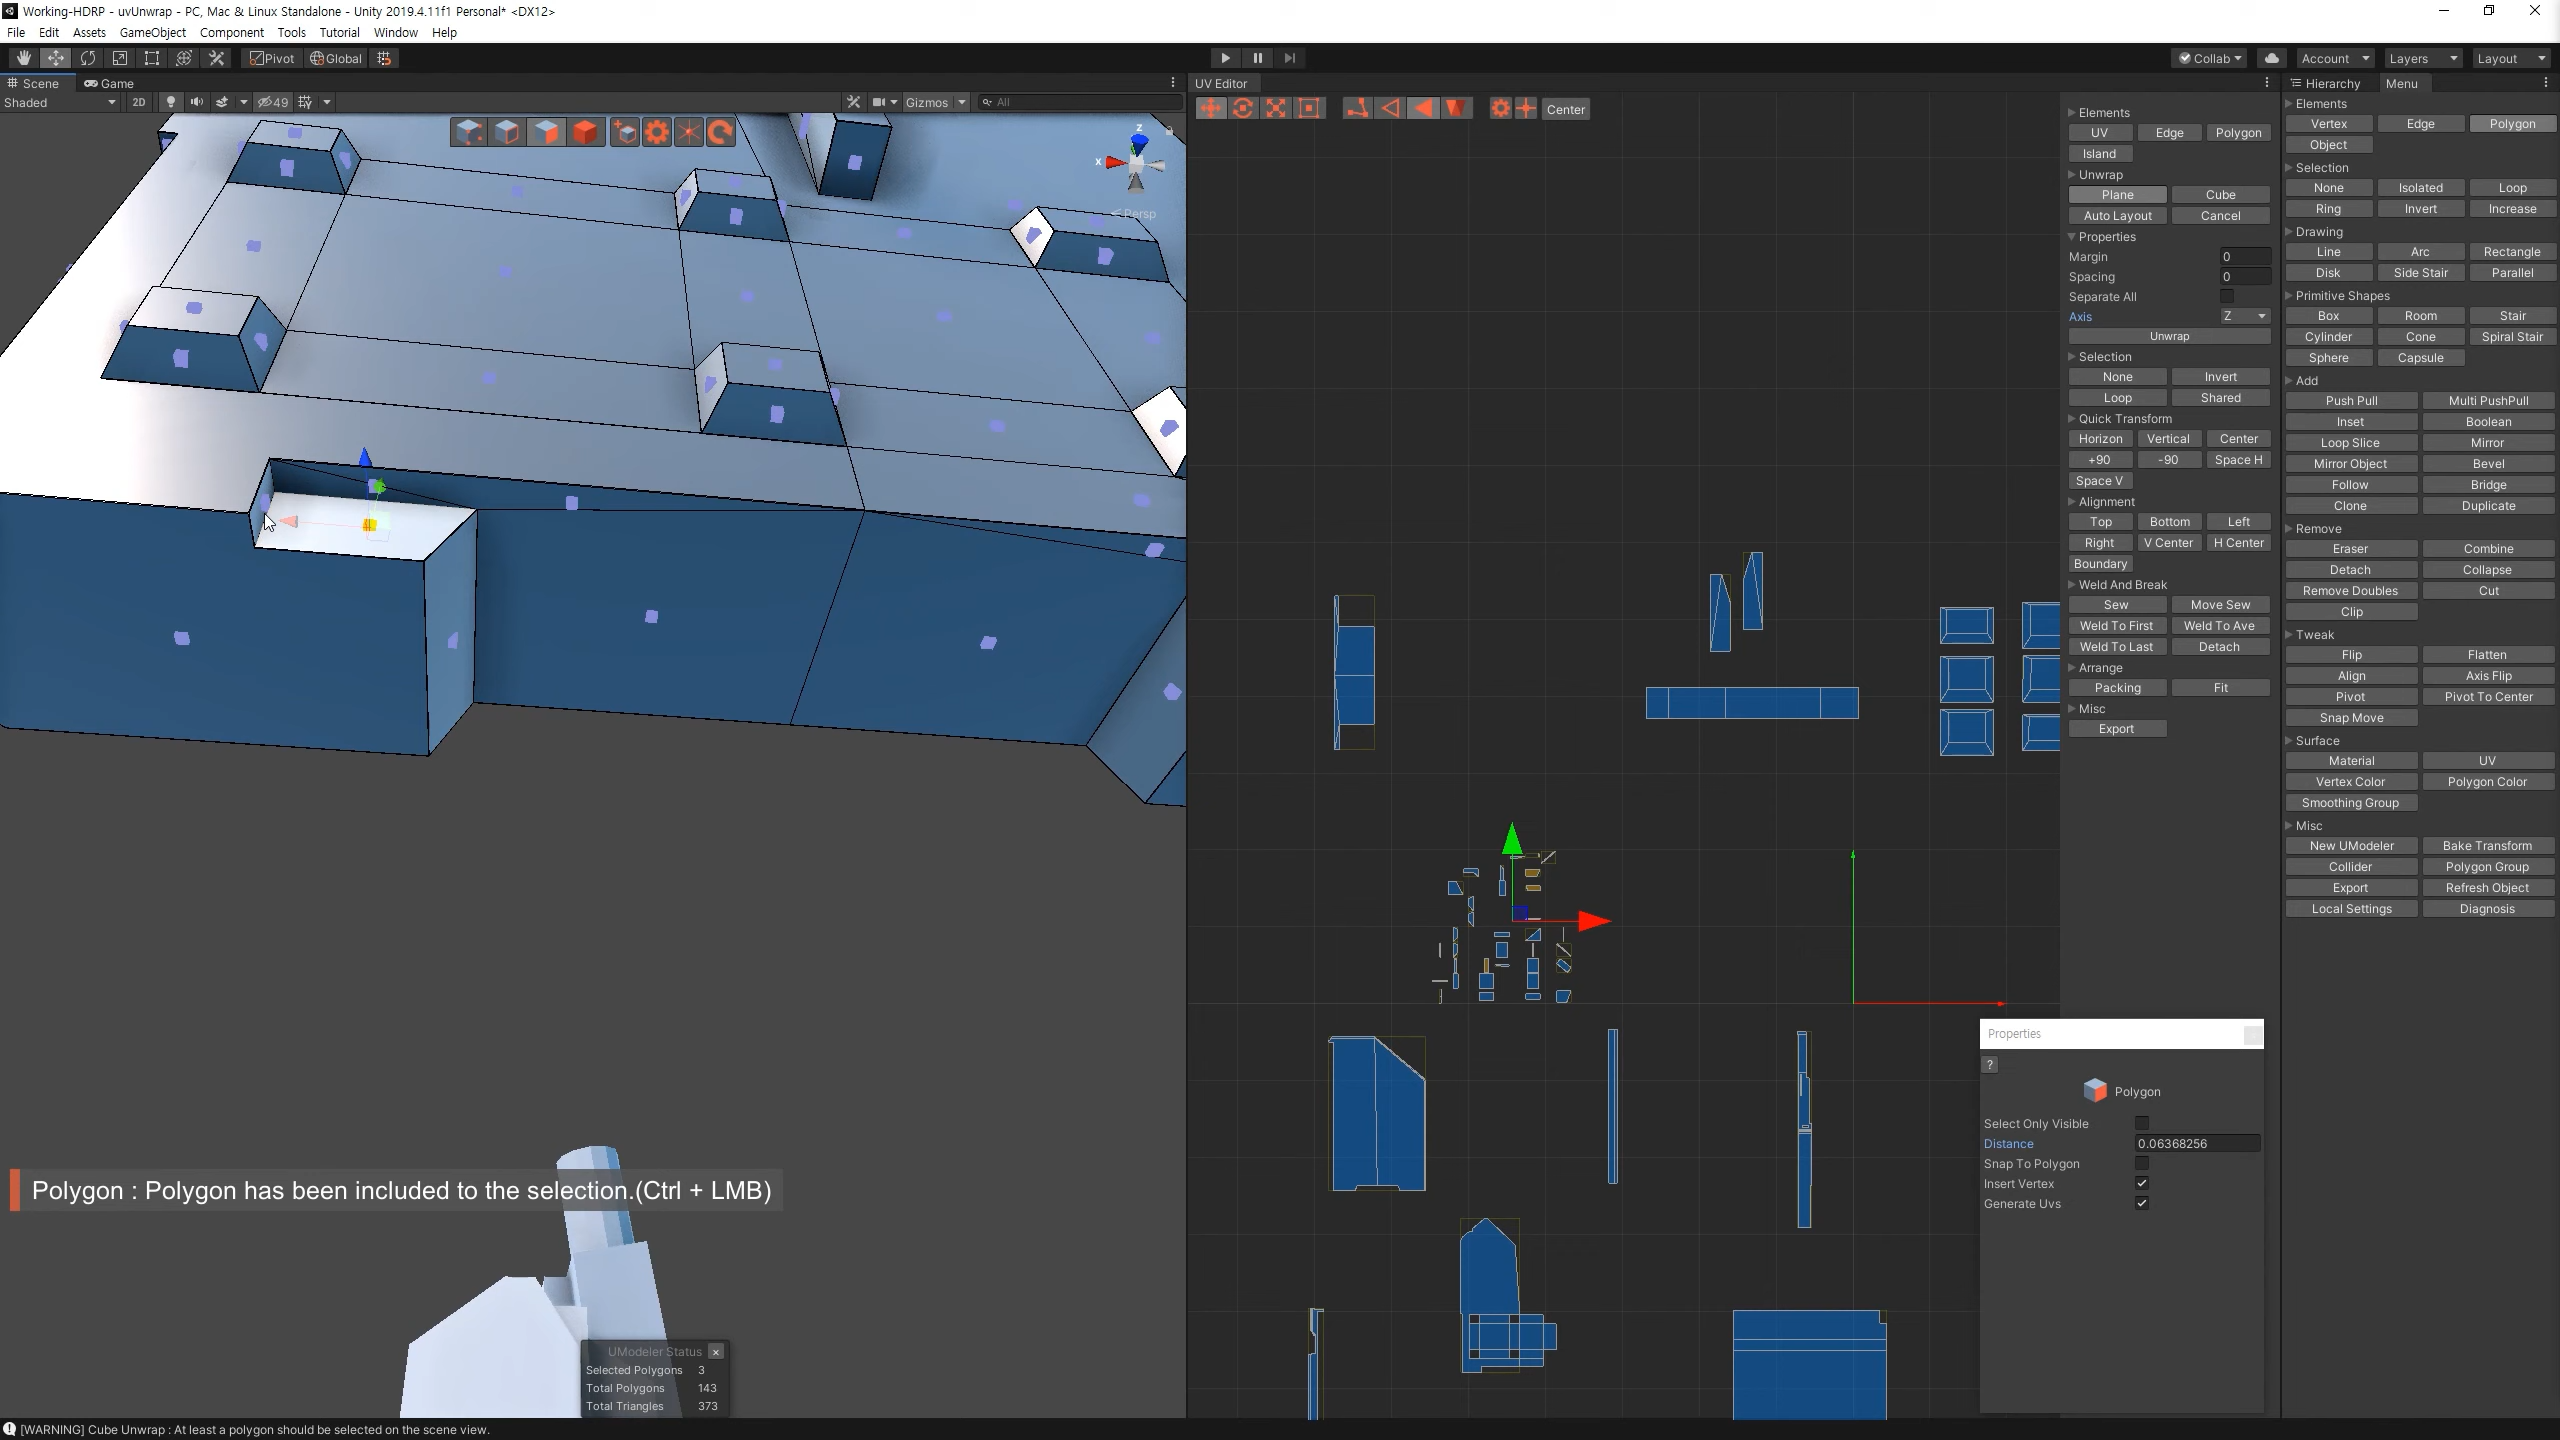 Working-HDRP - uvUnwrap - PC, Mac & Linux Standalone - Unity 2019.4.11f1 Personal* <DX12>
File Edit Assets GameObject Component Tools Tutorial Window Help
Pivot Global Collab Account Layers Layout
Scene Game
Shaded 2D 49 Gizmos All
z
x
Persp
UV Editor
Center
Elements
UV Edge Polygon
Island
Unwrap
Plane Cube
Auto Layout Cancel
Properties
Margin 0
Spacing 0
Separate All
Axis Z
Unwrap
Selection
None Invert
Loop Shared
Quick Transform
Horizon Vertical Center
+90 -90 Space H
Space V
Alignment
Top Bottom Left
Right V Center H Center
Boundary
Weld And Break
Sew Move Sew
Weld To First Weld To Ave
Weld To Last Detach
Arrange
Packing Fit
Misc
Export
Hierarchy Menu
Elements
Vertex Edge Polygon
Object
Selection
None Isolated Loop
Ring Invert Increase
Drawing
Line Arc Rectangle
Disk Side Stair Parallel
Primitive Shapes
Box Room Stair
Cylinder Cone Spiral Stair
Sphere Capsule
Add
Push Pull Multi PushPull
Inset Boolean
Loop Slice Mirror
Mirror Object Bevel
Follow Bridge
Clone Duplicate
Remove
Eraser Combine
Detach Collapse
Remove Doubles Cut
Clip
Tweak
Flip Flatten
Align Axis Flip
Pivot Pivot To Center
Snap Move
Surface
Material UV
Vertex Color Polygon Color
Smoothing Group
Misc
New UModeler Bake Transform
Collider Polygon Group
Export Refresh Object
Local Settings Diagnosis
Properties
?
Polygon
Select Only Visible
Distance 0.06368256
Snap To Polygon
Insert Vertex
Generate Uvs
Polygon : Polygon has been included to the selection.(Ctrl + LMB)
UModeler Status x
Selected Polygons 3
Total Polygons 143
Total Triangles 373
[WARNING] Cube Unwrap : At least a polygon should be selected on the scene view.